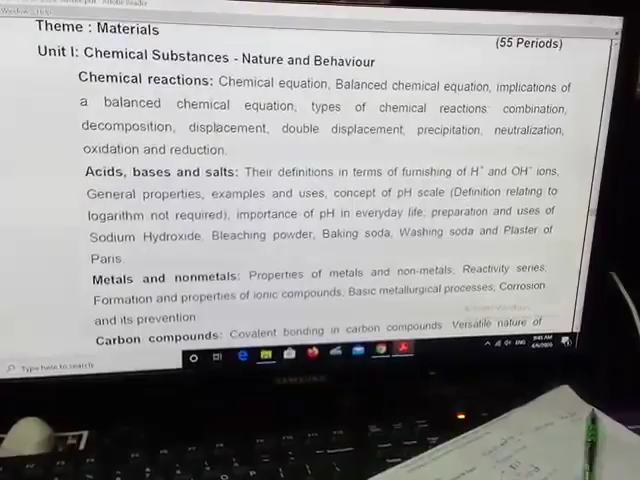 Theme : Materials
(55 Periods)
Unit I: Chemical Substances - Nature and Behaviour
Chemical reactions: Chemical equation, Balanced chemical equation, implications of
a balanced chemical equation, types of chemical reactions: combination,
decomposition, displacement, double displacement, precipitation, neutralization,
oxidation and reduction.
Acids, bases and salts: Their definitions in terms of furnishing of H⁺ and OH⁻ ions,
General properties, examples and uses, concept of pH scale (Definition relating to
logarithm not required), importance of pH in everyday life; preparation and uses of
Sodium Hydroxide, Bleaching powder, Baking soda, Washing soda and Plaster of
Paris.
Metals and nonmetals: Properties of metals and non-metals; Reactivity series;
Formation and properties of ionic compounds; Basic metallurgical processes; Corrosion
and its prevention
Carbon compounds: Covalent bonding in carbon compounds. Versatile nature of
Type here to search
ENG
9:45 AM
SAMSUNG